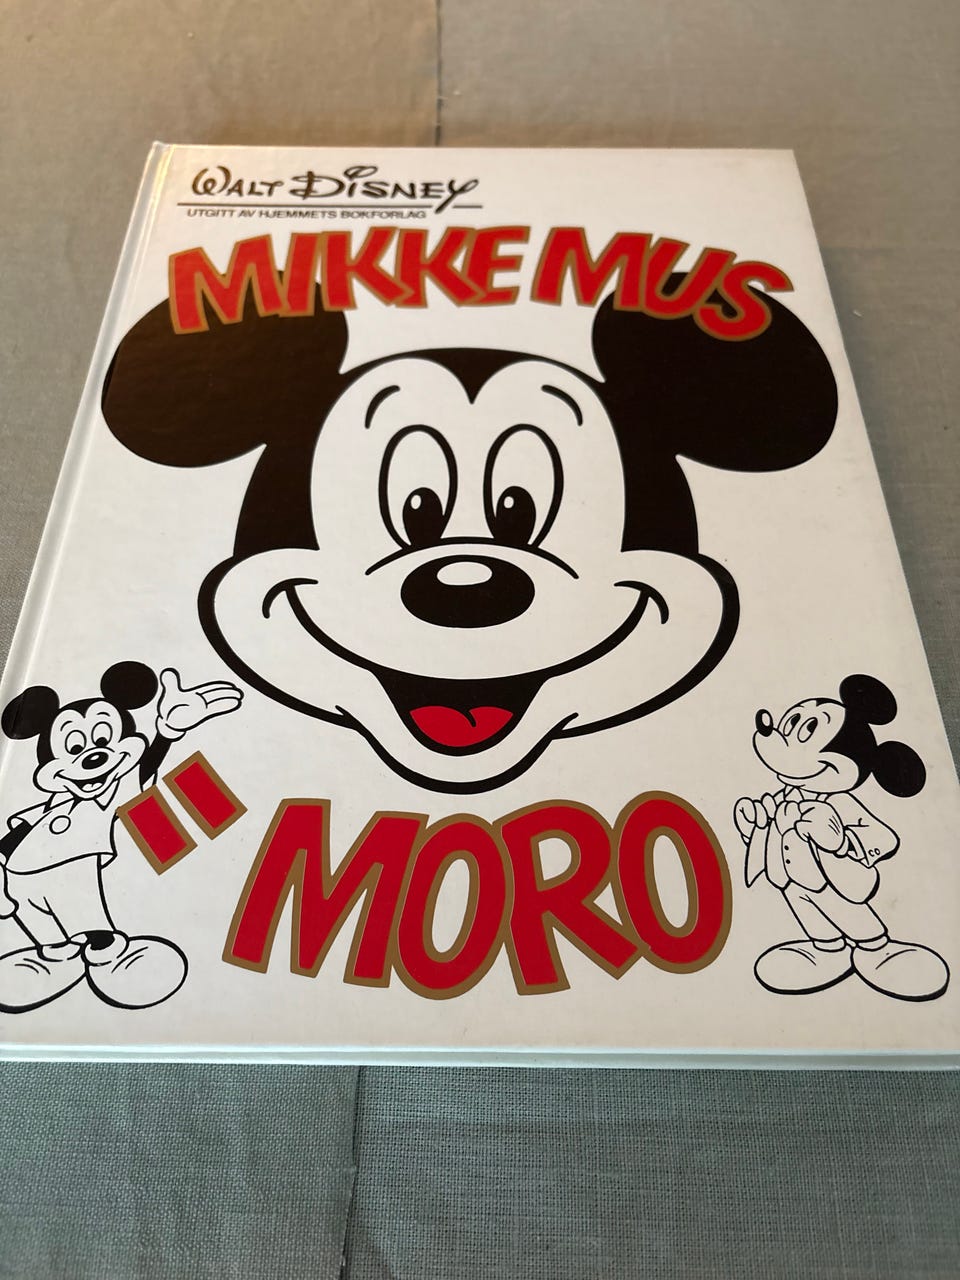 WALT DISNEY
UTGITT AV HJEMMETS BOKFORLAG
MIKKE MUS
"MORO